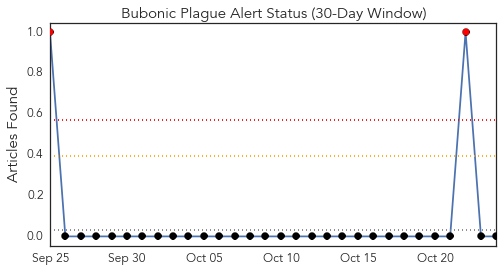 Bubonic Plague Alert Status (30-Day Window)
Articles Found
1.0
0.8
0.6
0.4
0.2
0.0
Sep 25 Sep 30 Oct 05 Oct 10 Oct 15 Oct 20